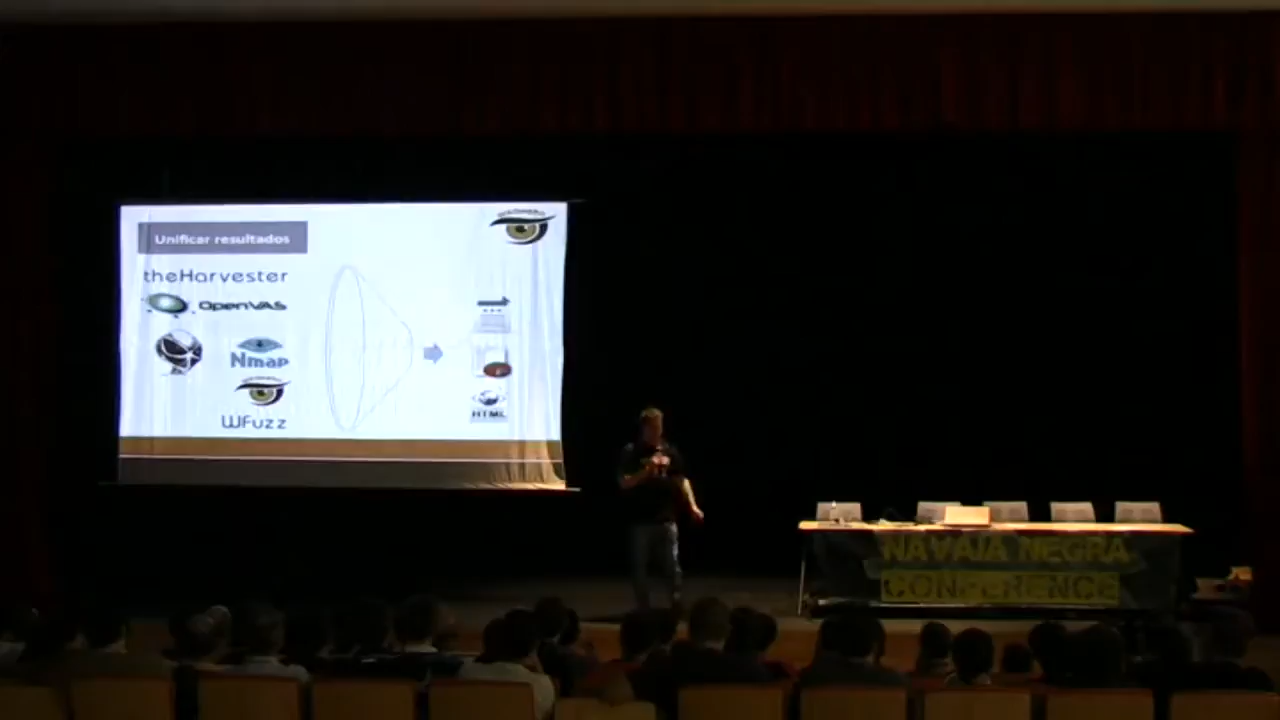 Unificar resultados
theHarvester
OpenVAS
Nmap
WFuzz
HTML
NAVAJA NEGRA
CONFERENCE